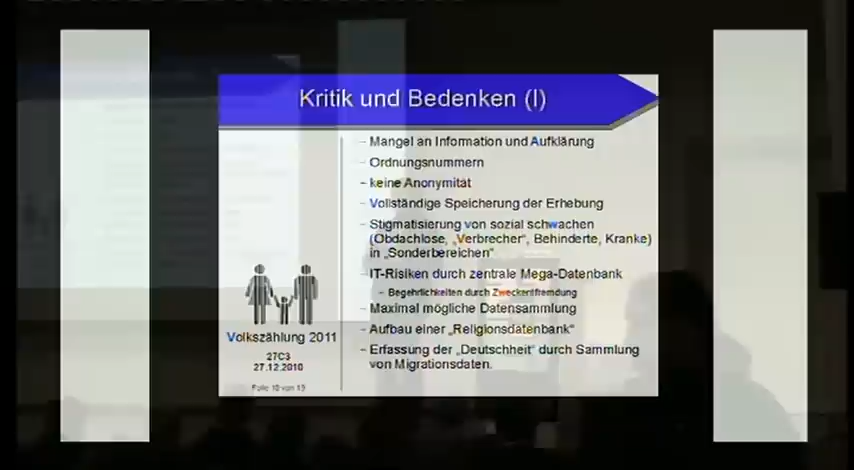 Kritik und Bedenken (I)
– Mangel an Information und Aufklärung
– Ordnungsnummern
– keine Anonymität
– Vollständige Speicherung der Erhebung
– Stigmatisierung von sozial schwachen
(Obdachlose, „Verbrecher“, Behinderte, Kranke)
in „Sonderbereichen“
– IT-Risiken durch zentrale Mega-Datenbank
– Begehrlichkeiten durch Zweckentfremdung
– Maximal mögliche Datensammlung
– Aufbau einer „Religionsdatenbank“
– Erfassung der „Deutschheit“ durch Sammlung
von Migrationsdaten.
Volkszählung 2011
27C3
27.12.2010
Folie 10 von 15